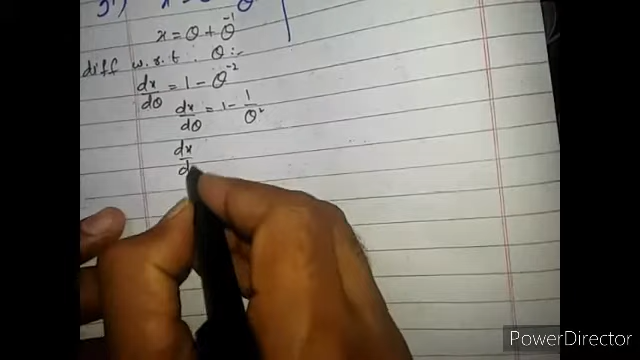 x = θ + θ⁻¹
diff w.r.t. θ :-
dx/dθ = 1 - θ⁻²
dx/dθ = 1 - 1/θ²
dx/d
PowerDirector